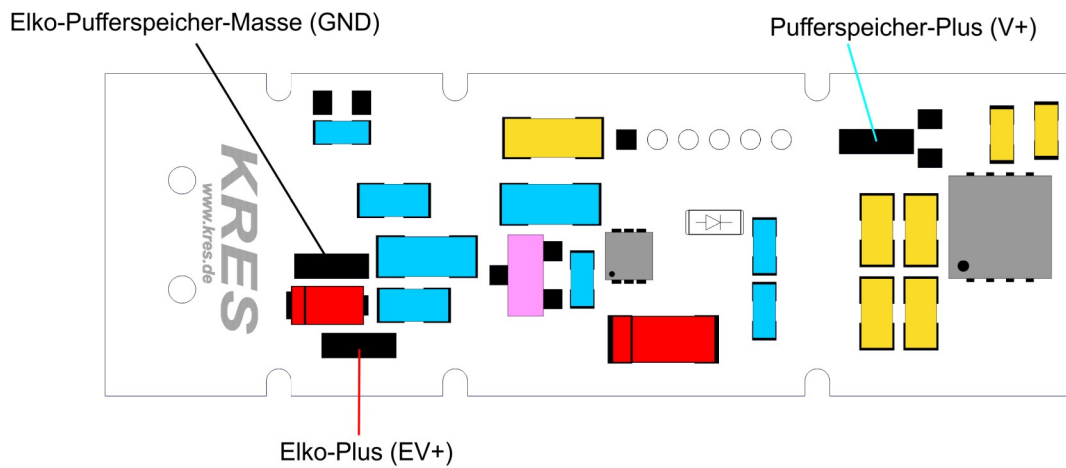 Elko-Pufferspeicher-Masse (GND)
Pufferspeicher-Plus (V+)
KRES
www.kres.de
Elko-Plus (EV+)